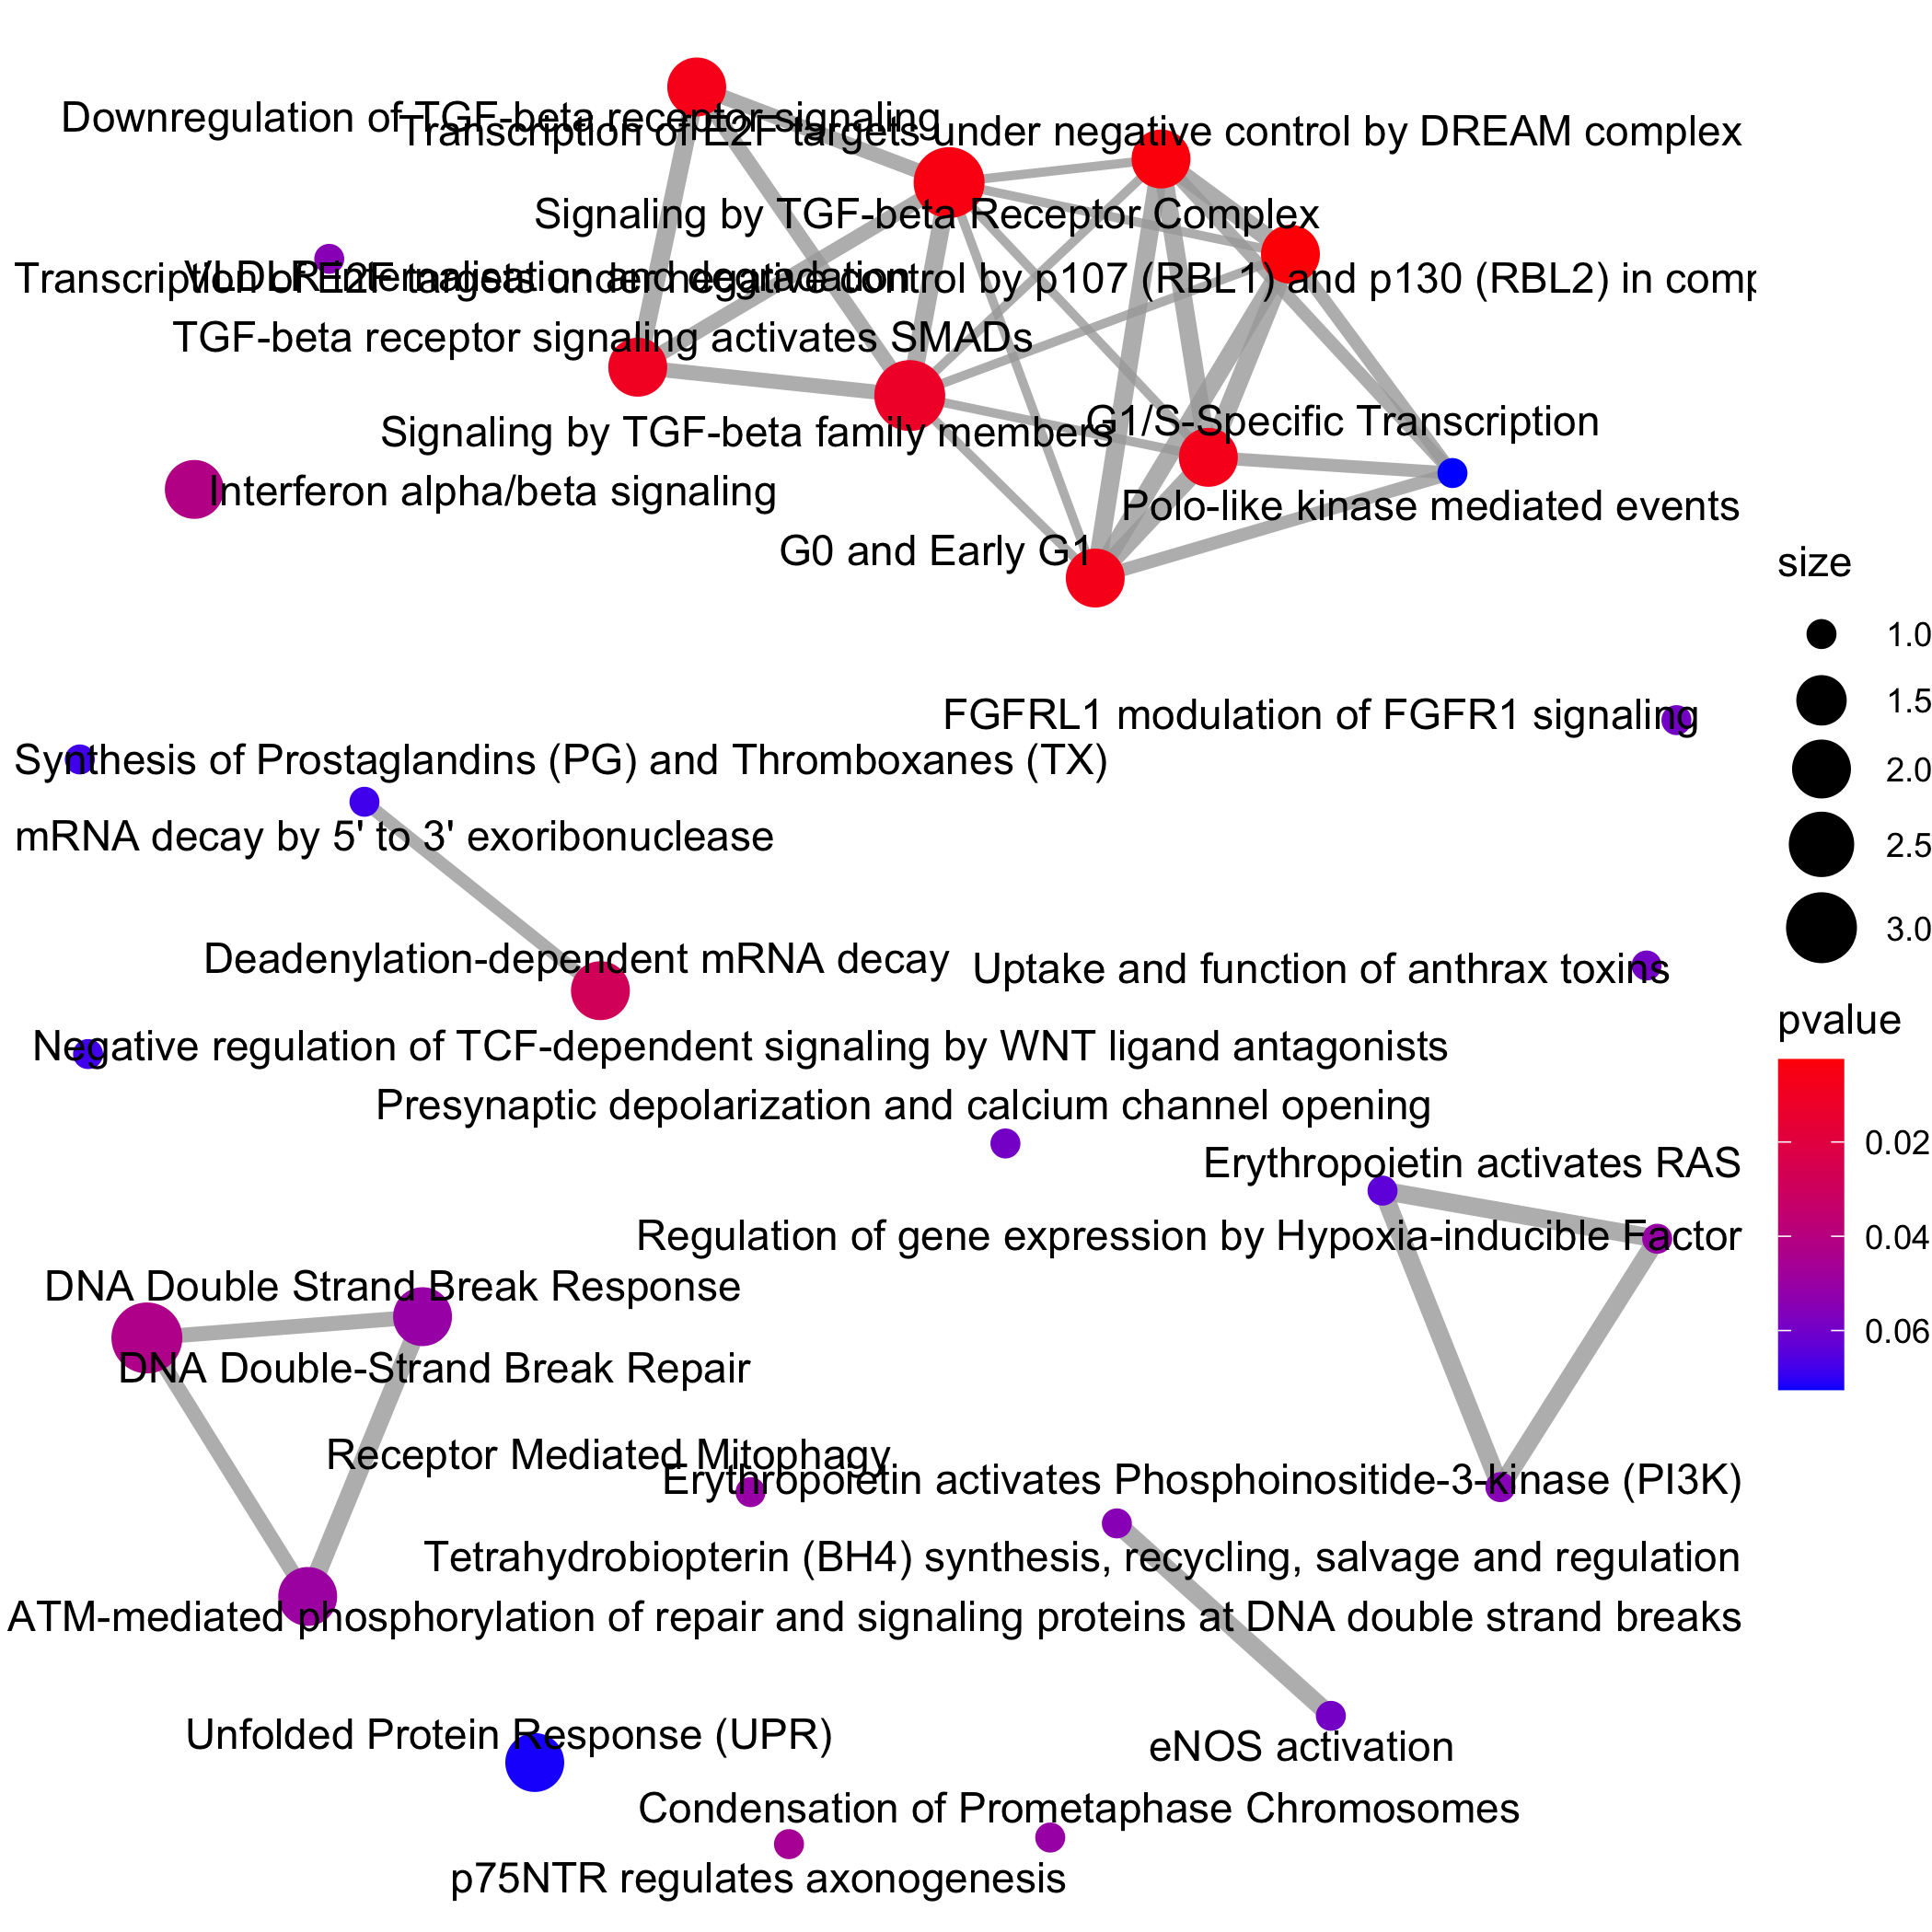 Downregulation of TGF-beta receptor signaling
Transcription of E2F targets under negative control by DREAM complex
Signaling by TGF-beta Receptor Complex
VLDLR internalisation and degradation
Transcription of E2F targets under negative control by p107 (RBL1) and p130 (RBL2) in comp
TGF-beta receptor signaling activates SMADs
G1/S-Specific Transcription
Signaling by TGF-beta family members
Interferon alpha/beta signaling
Polo-like kinase mediated events
G0 and Early G1
size
1.0
1.5
2.0
2.5
3.0
FGFRL1 modulation of FGFR1 signaling
Synthesis of Prostaglandins (PG) and Thromboxanes (TX)
mRNA decay by 5' to 3' exoribonuclease
Deadenylation-dependent mRNA decay
Uptake and function of anthrax toxins
pvalue
0.02
0.04
0.06
Negative regulation of TCF-dependent signaling by WNT ligand antagonists
Presynaptic depolarization and calcium channel opening
Erythropoietin activates RAS
Regulation of gene expression by Hypoxia-inducible Factor
DNA Double Strand Break Response
DNA Double-Strand Break Repair
Receptor Mediated Mitophagy
Erythropoietin activates Phosphoinositide-3-kinase (PI3K)
Tetrahydrobiopterin (BH4) synthesis, recycling, salvage and regulation
ATM-mediated phosphorylation of repair and signaling proteins at DNA double strand breaks
Unfolded Protein Response (UPR)
eNOS activation
Condensation of Prometaphase Chromosomes
p75NTR regulates axonogenesis